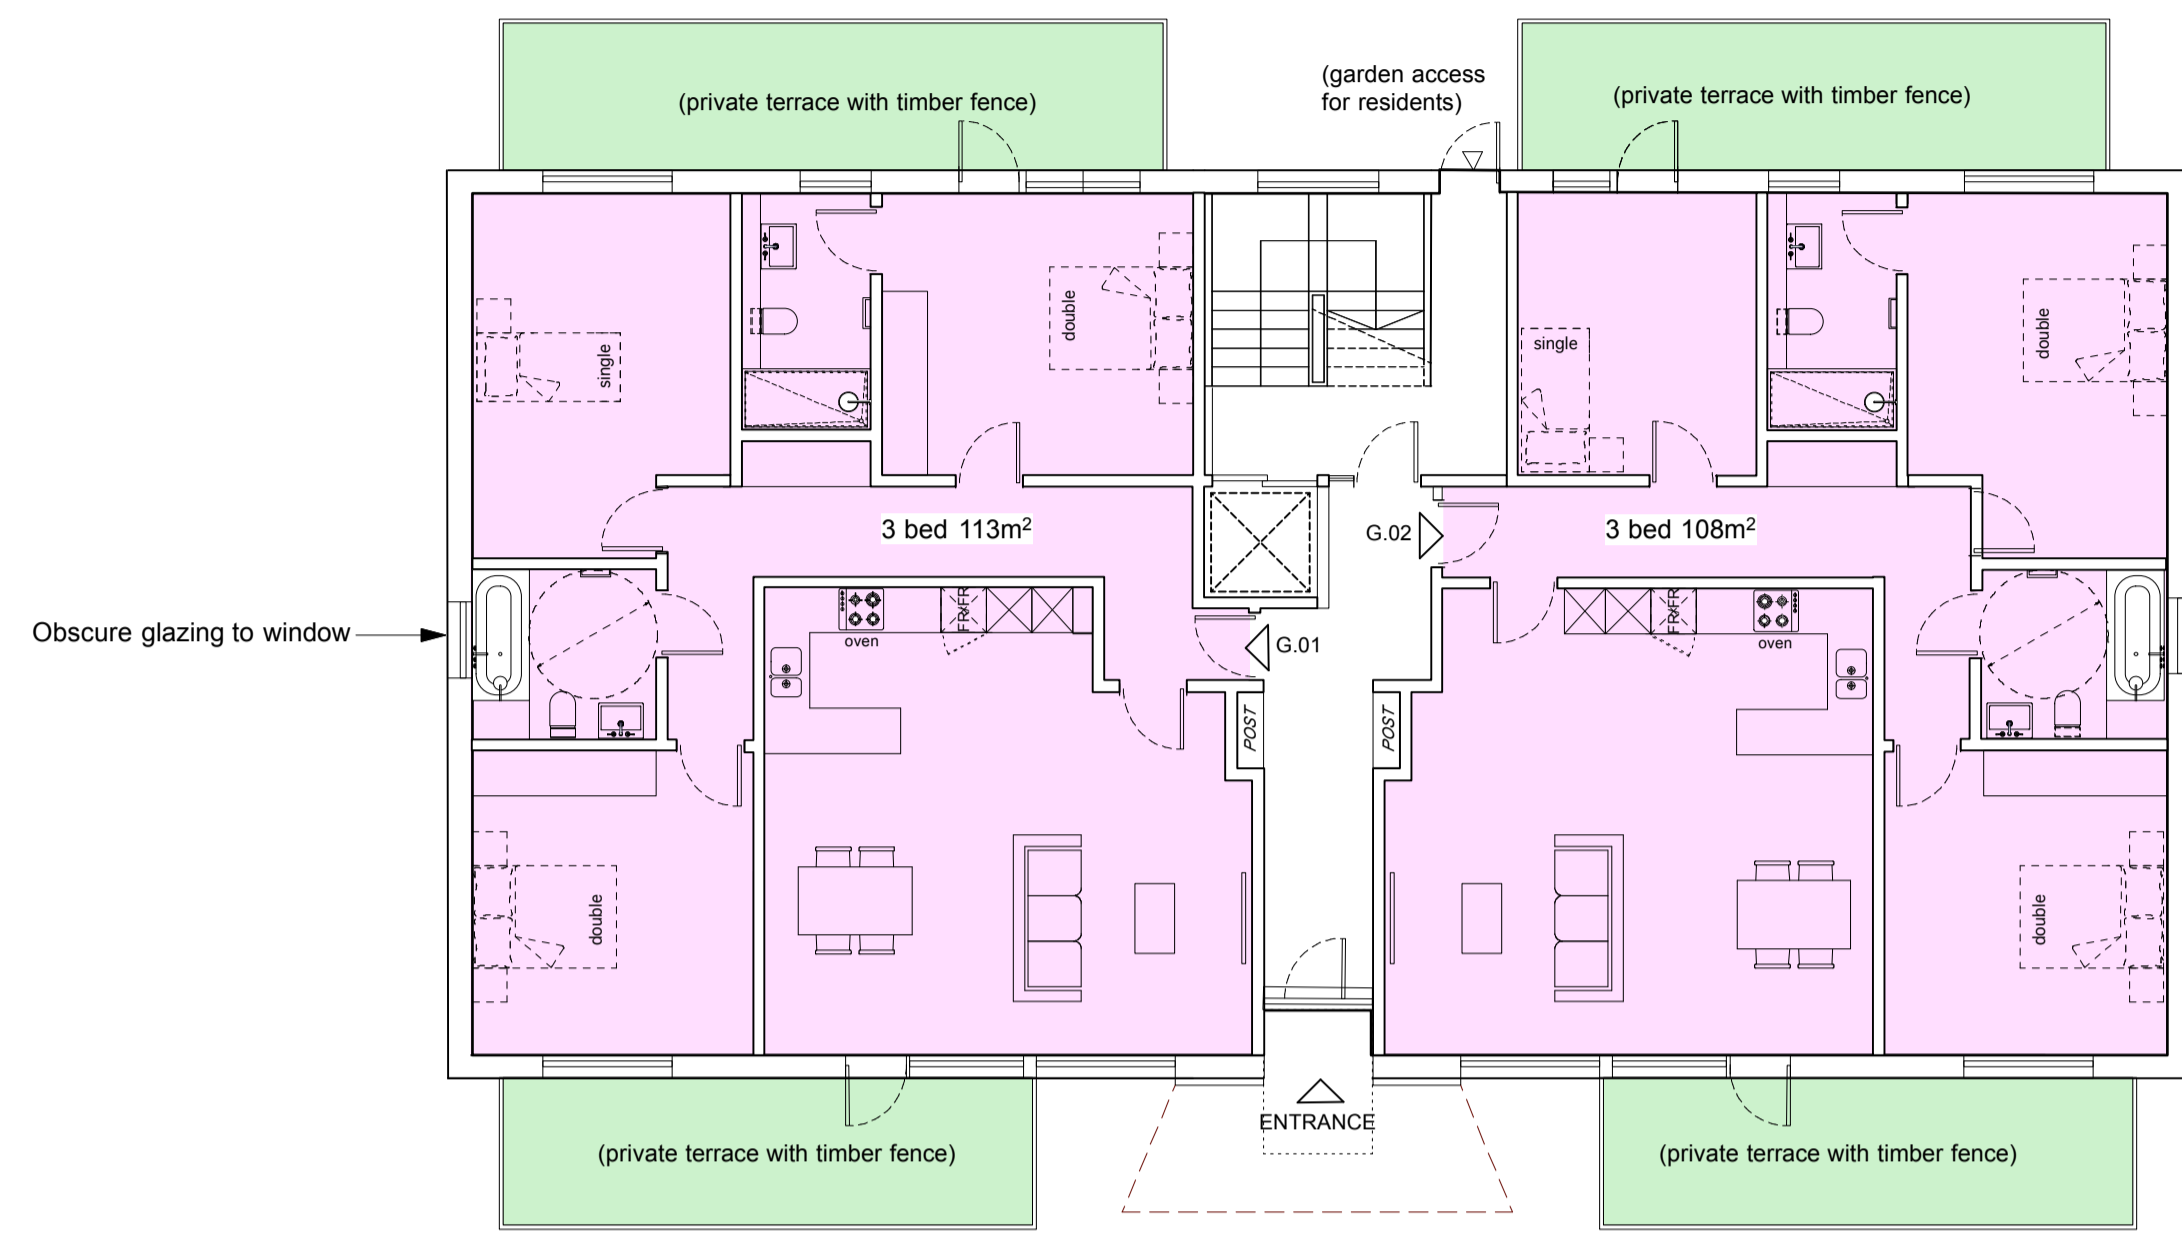 (garden access
for residents)
(private terrace with timber fence)
(private terrace with timber fence)
double
double
single
single
3 bed 113m²
G.02
3 bed 108m²
FR/FR
FR/FR
Obscure glazing to window
oven
G.01
oven
POST
POST
double
double
ENTRANCE
(private terrace with timber fence)
(private terrace with timber fence)